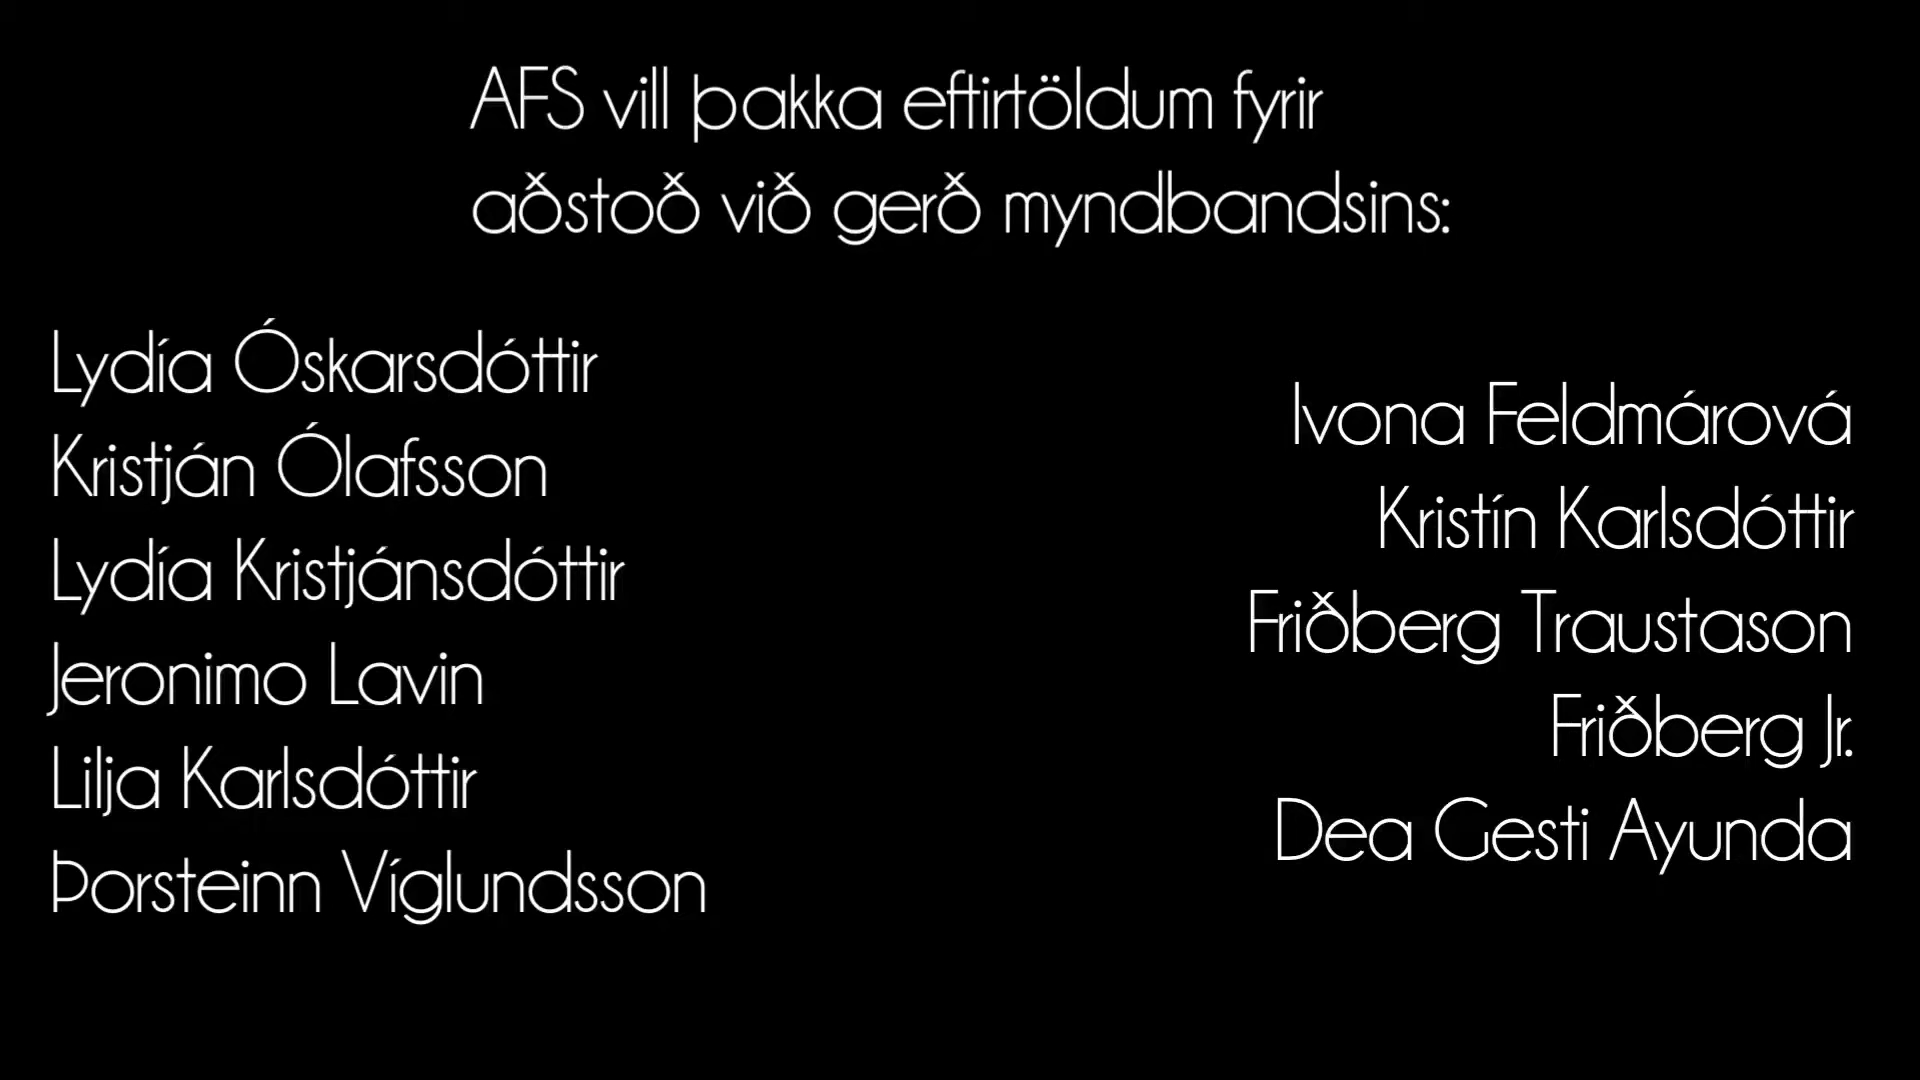 AFS vill þakka eftirtöldum fyrir
aðstoð við gerð myndbandsins:
Lydía Óskarsdóttir
Kristján Ólafsson
Lydía Kristjánsdóttir
Jeronimo Lavin
Lilja Karlsdóttir
Þorsteinn Víglundsson
Ivona Feldmárová
Kristín Karlsdóttir
Friðberg Traustason
Friðberg Jr.
Dea Gesti Ayunda